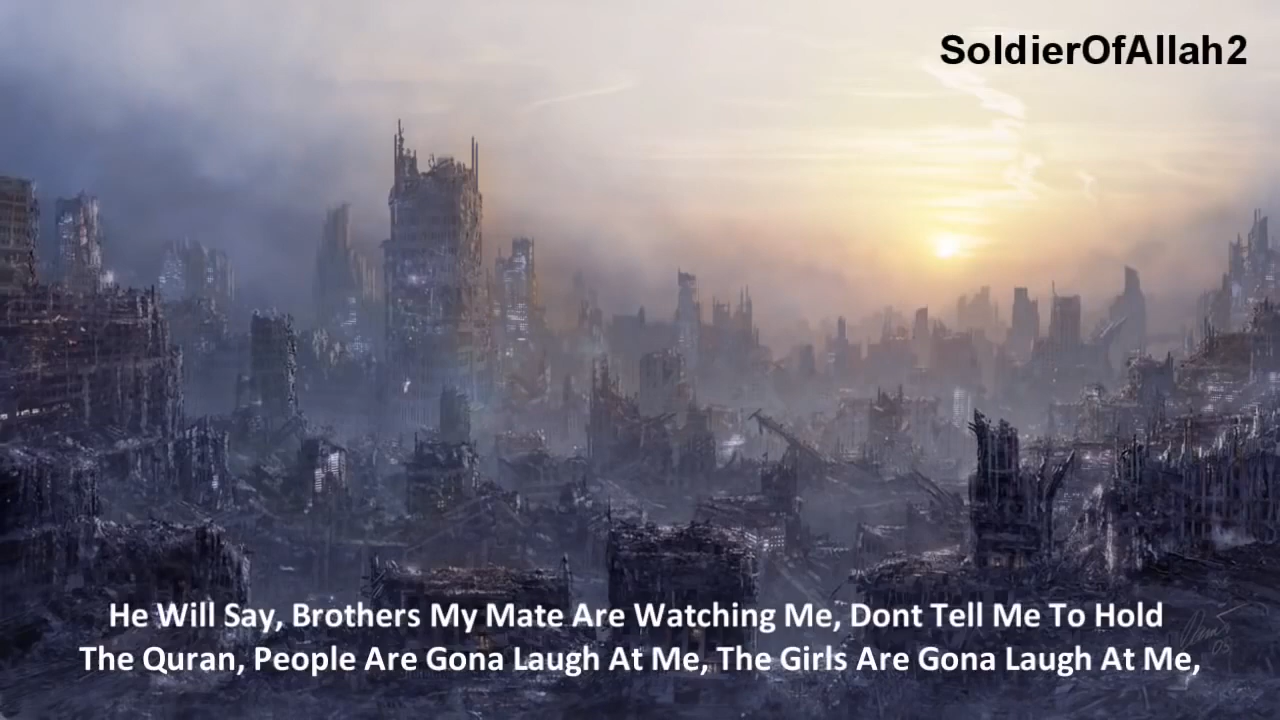 SoldierOfAllah2
He Will Say, Brothers My Mate Are Watching Me, Dont Tell Me To Hold
The Quran, People Are Gona Laugh At Me, The Girls Are Gona Laugh At Me,